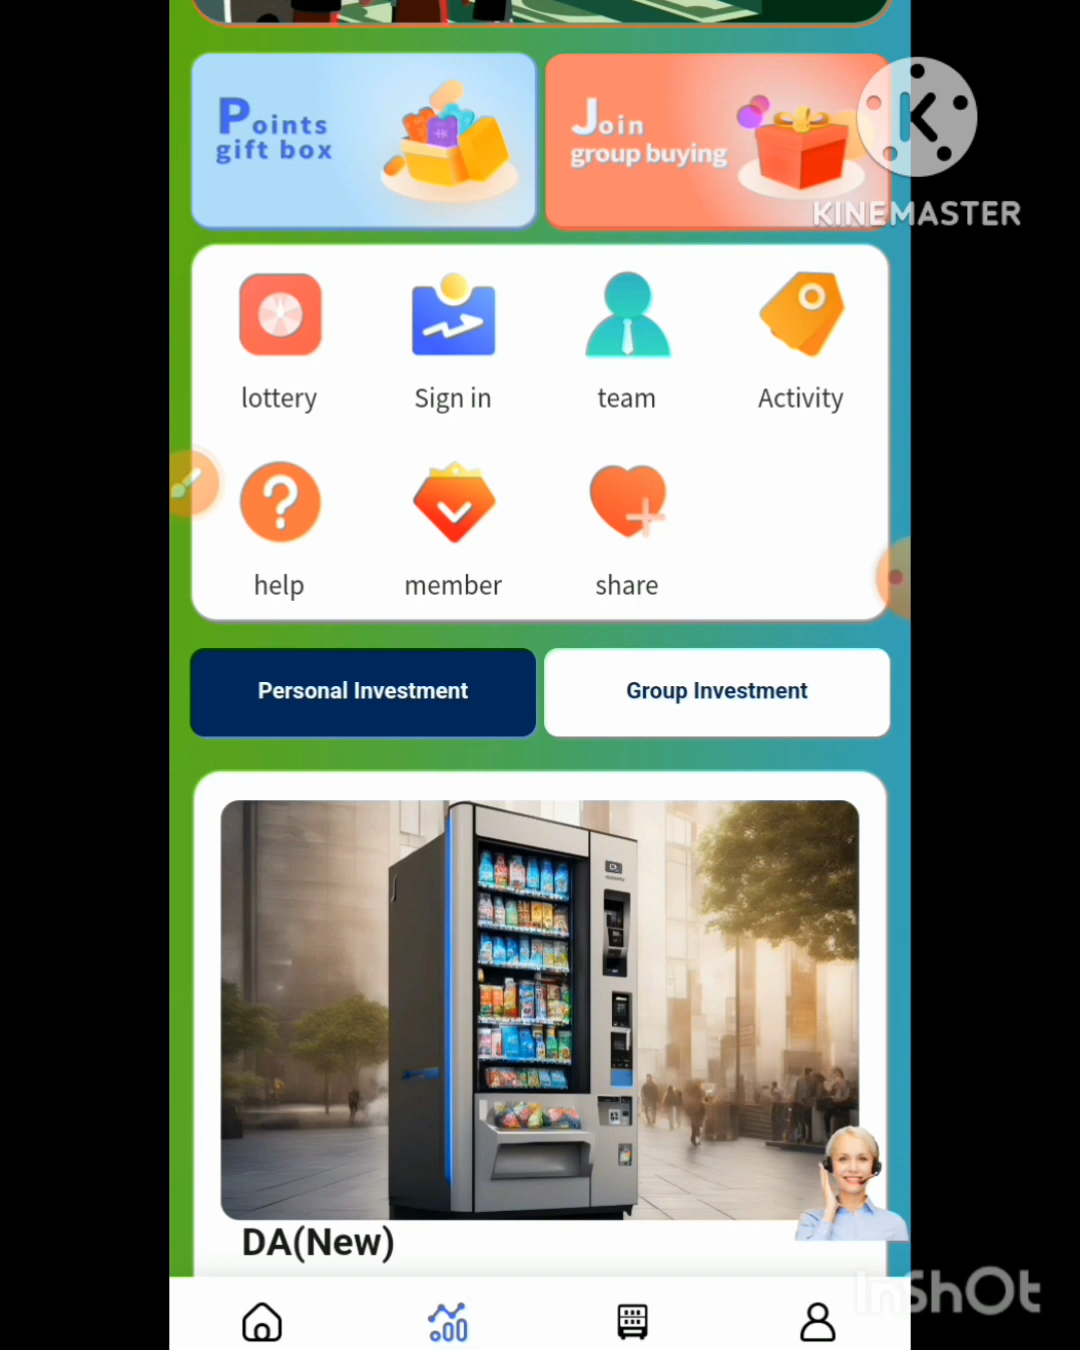 Points
gift box
Join
group buying
KINEMASTER
lottery
Sign in
team
Activity
help
member
share
Personal Investment
Group Investment
DA(New)
InShOt